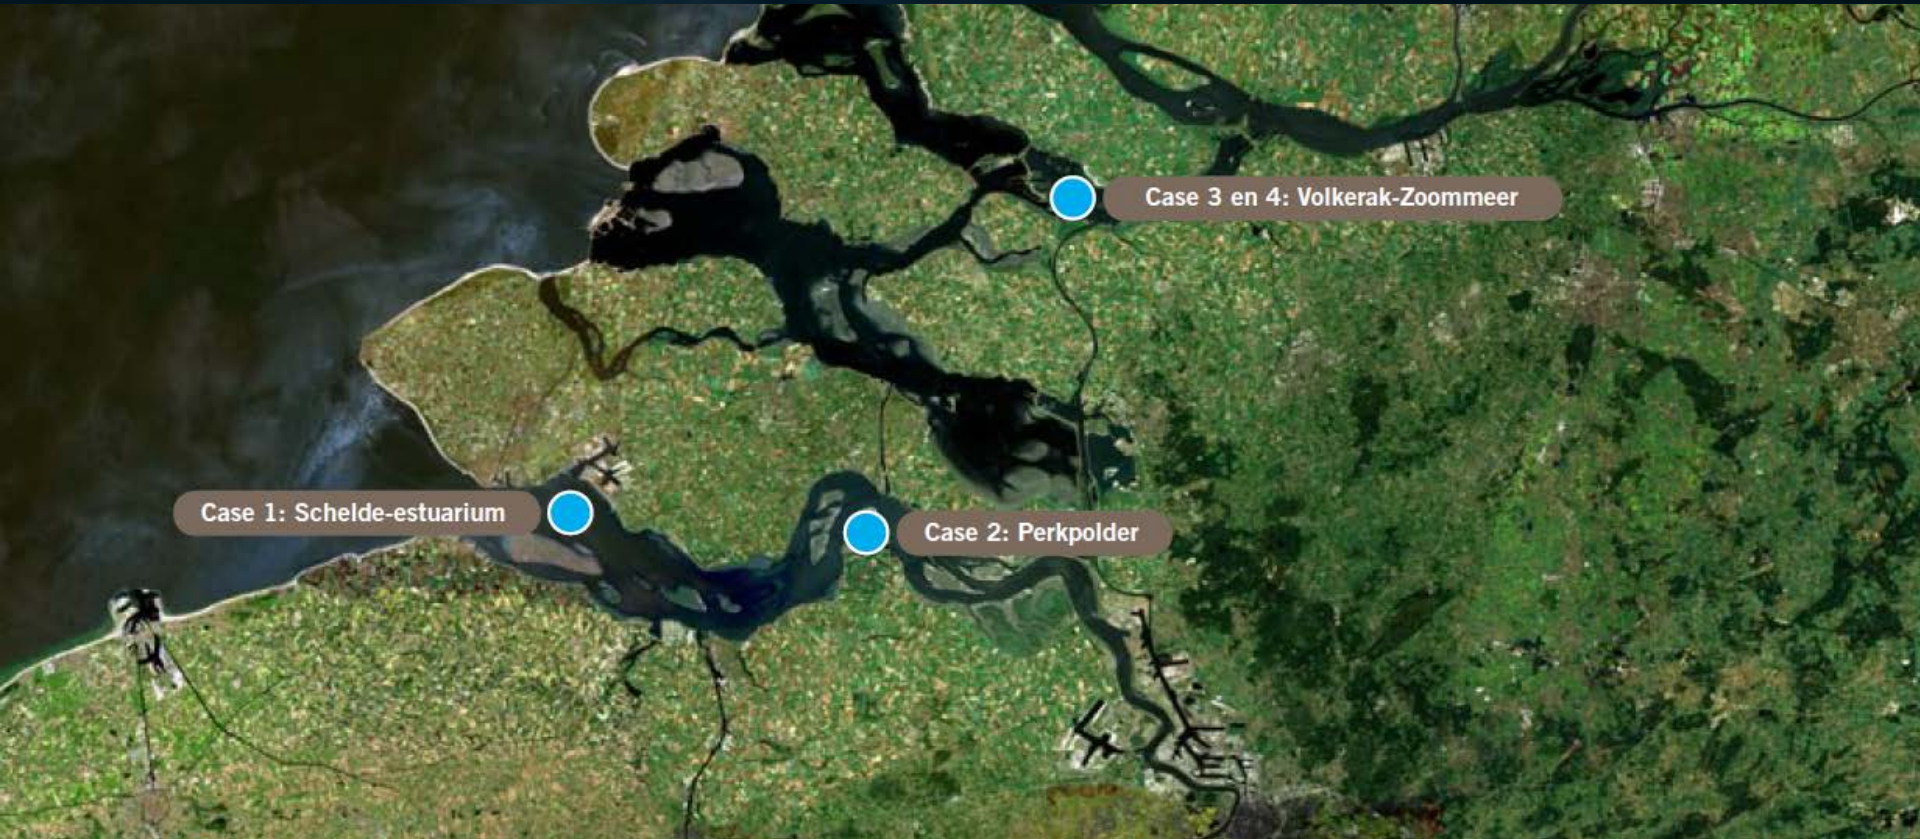 Case 3 en 4: Volkerak-Zoommeer
Case 1: Schelde-estuarium
Case 2: Perkpolder